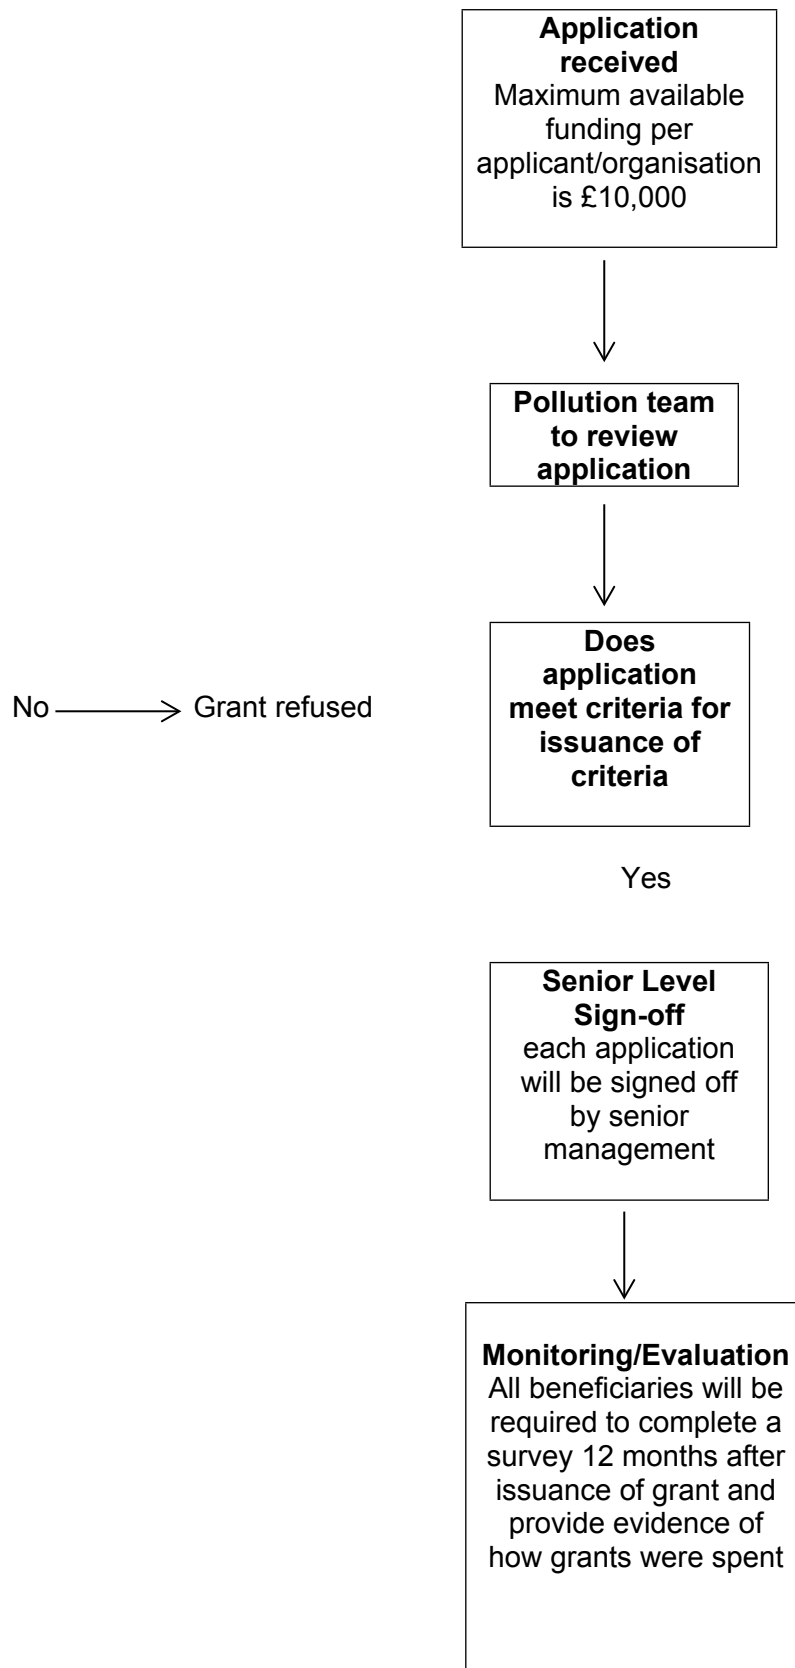 Application
received
Maximum available
funding per
applicant/organisation
is £10,000
Pollution team
to review
application
Does
application
meet criteria for
issuance of
criteria
No
Grant refused
Yes
Senior Level
Sign-off
each application
will be signed off
by senior
management
Monitoring/Evaluation
All beneficiaries will be
required to complete a
survey 12 months after
issuance of grant and
provide evidence of
how grants were spent